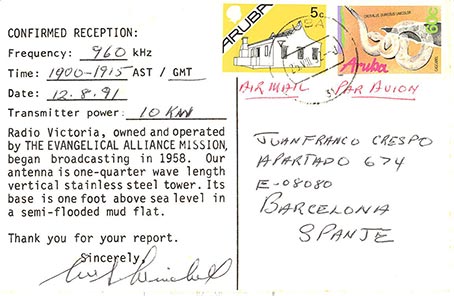 CONFIRMED RECEPTION:
Frequency: 960 kHz
Time: 1900-1915 AST / GMT
Date: 12.8.91
Transmitter power: 10 KW
Radio Victoria, owned and operated
by THE EVANGELICAL ALLIANCE MISSION,
began broadcasting in 1958. Our
antenna is one-quarter wave length
vertical stainless steel tower. Its
base is one foot above sea level in
a semi-flooded mud flat.
Thank you for your report.
Sincerely,
5c
ARUBA
Aruba
AIR MAIL PAR AVION
JUANFRANCO CRESPO
APARTADO 674
E-08080
BARCELONA
SPANJE